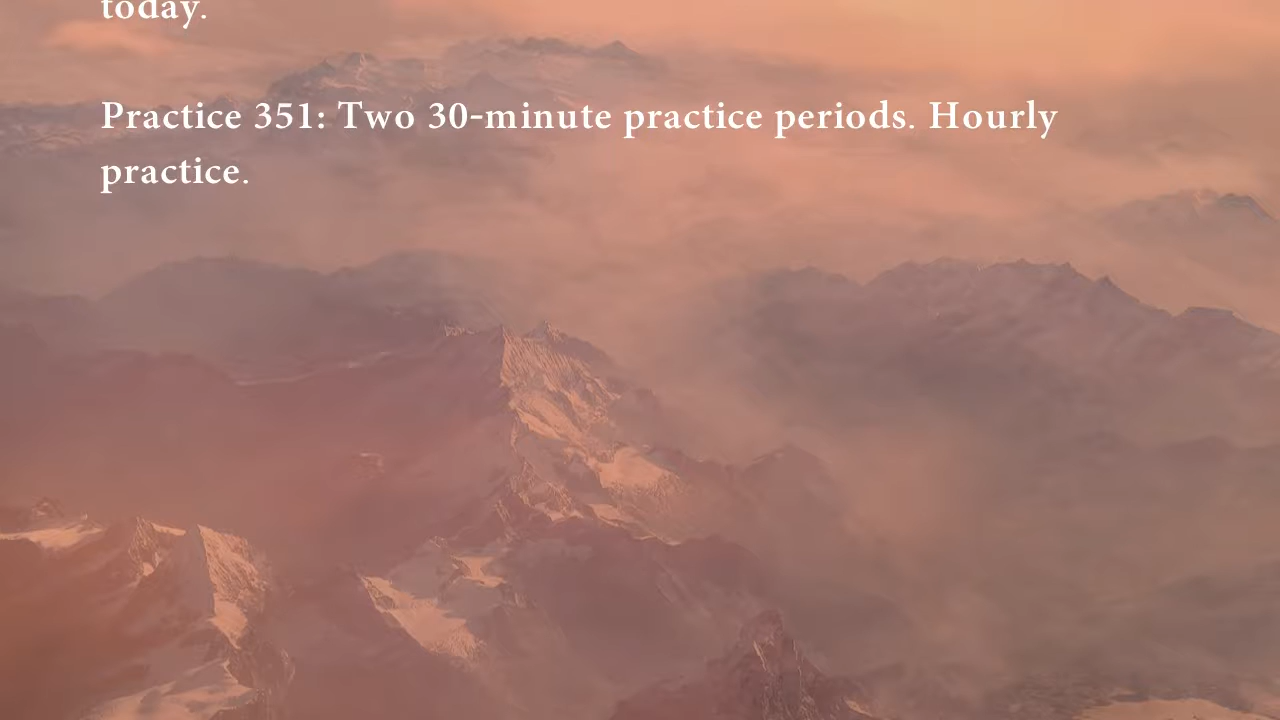 today.
Practice 351: Two 30-minute practice periods. Hourly
practice.